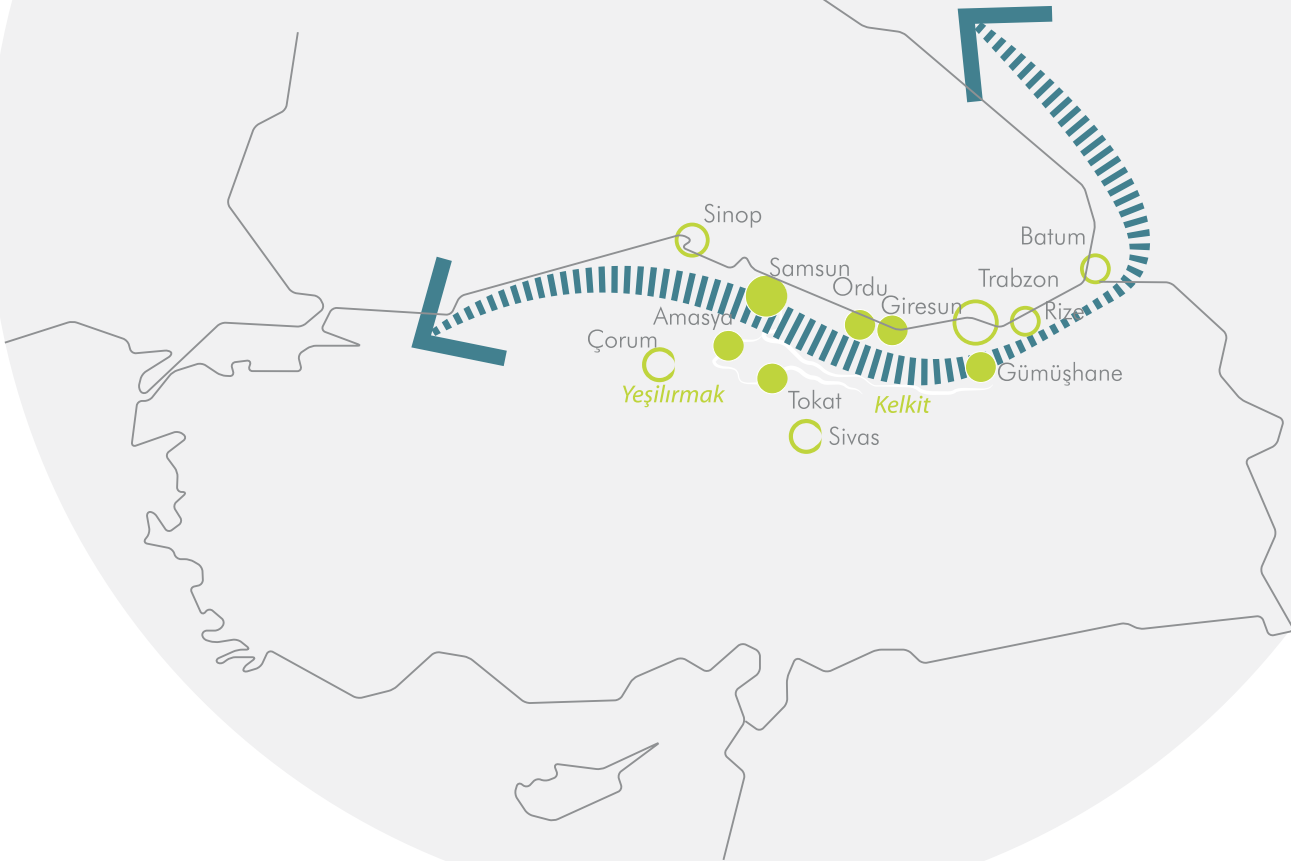 Sinop
Batum
Samsun
Trabzon
Ordu
Giresun
Rize
Amasya
Çorum
Gümüşhane
Yeşilırmak
Tokat
Kelkit
Sivas